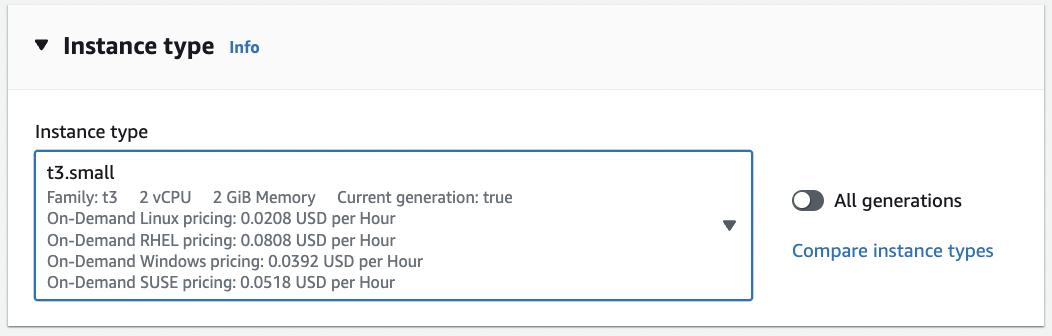 Instance type Info
Instance type
t3.small
Family: t3 2 vCPU 2 GiB Memory Current generation: true
On-Demand Linux pricing: 0.0208 USD per Hour
On-Demand RHEL pricing: 0.0808 USD per Hour
On-Demand Windows pricing: 0.0392 USD per Hour
On-Demand SUSE pricing: 0.0518 USD per Hour
All generations
Compare instance types